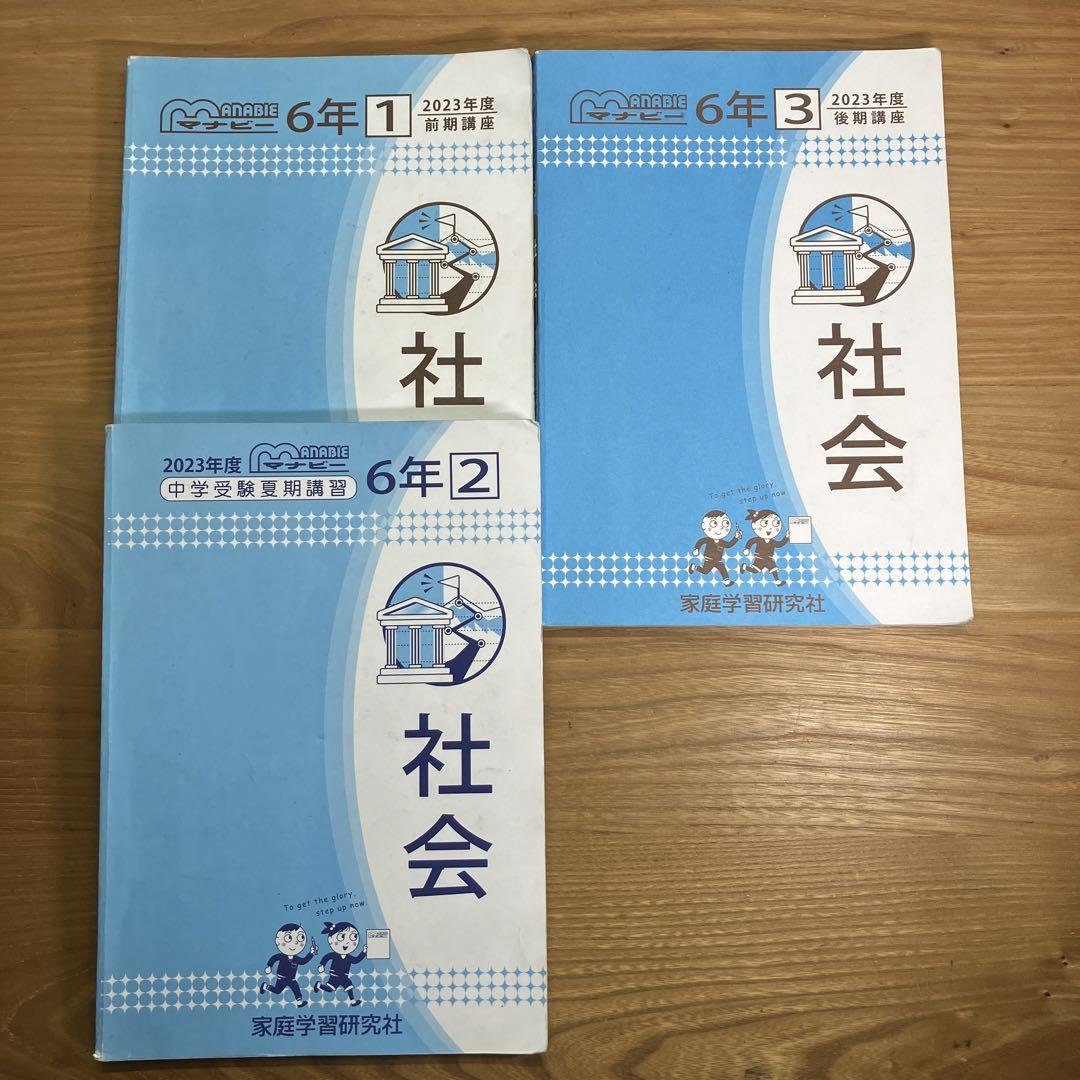 MANABIE
マナビー 6年 1 2023年度
前期講座
社
MANABIE
マナビー 6年 3 2023年度
後期講座
社会
To get the glory,
step up now.
家庭学習研究社
2023年度 MANABIE
マナビー
中学受験夏期講習 6年 2
社会
To get the glory,
step up now.
家庭学習研究社